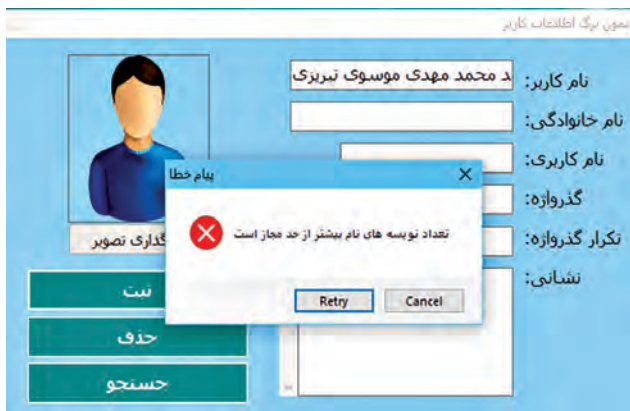 فرمون برگ اطلاعات کاربر
نام کاربر:
د محمد مهدی موسوی تبریزی
نام خانوادگی:
نام کاربری:
گذرواژه:
تکرار گذرواژه:
نشانی:
گذاری تصویر
ثبت
حذف
جستجو
پیام خطا
تعداد نویسه های نام بیشتر از حد مجاز است
Retry
Cancel